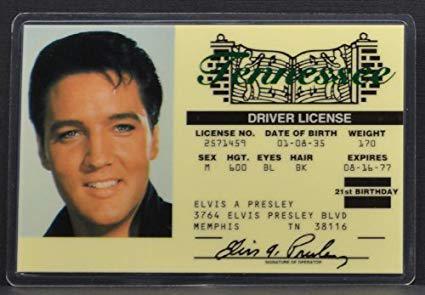 Tennessee
DRIVER LICENSE
LICENSE NO. DATE OF BIRTH WEIGHT
2571459 01-08-35 170
SEX HGT. EYES HAIR EXPIRES
M 600 BL BK 08-16-77
21st BIRTHDAY
ELVIS A PRESLEY
3764 ELVIS PRESLEY BLVD
MEMPHIS TN 38116
Elvis A. Presley
SIGNATURE OF OPERATOR